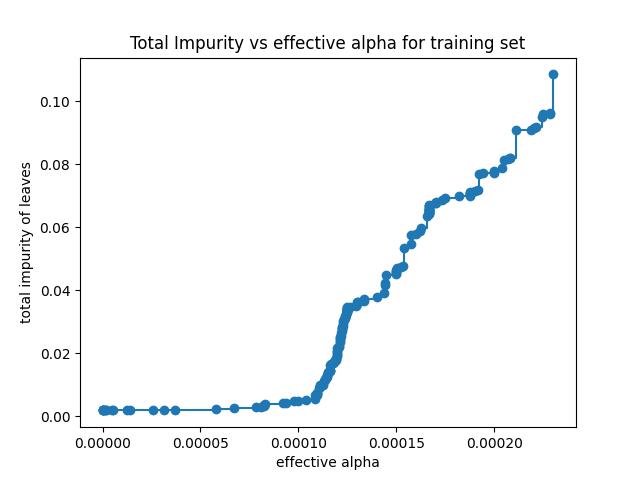 Total Impurity vs effective alpha for training set
total impurity of leaves
0.10
0.08
0.06
0.04
0.02
0.00
0.00000 0.00005 0.00010 0.00015 0.00020
effective alpha